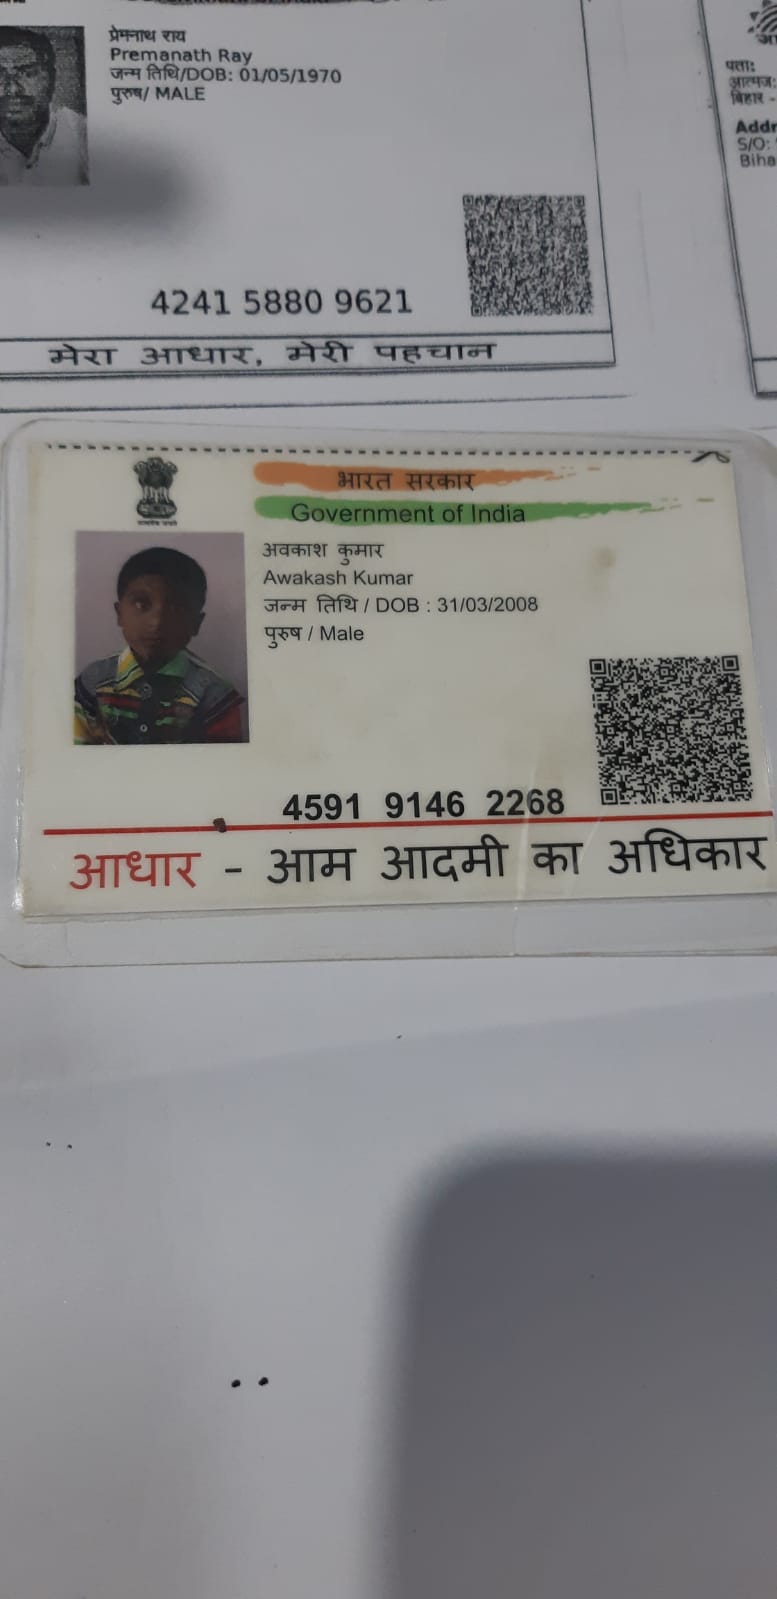 प्रेमनाथ राय
Premanath Ray
जन्म तिथि/DOB: 01/05/1970
पुरुष/ MALE
4241 5880 9621
मेरा आधार, मेरी पहचान
पता:
आत्मज:
बिहार -
S/O:
भारत सरकार
Government of India
अवकाश कुमार
Awakash Kumar
जन्म तिथि / DOB : 31/03/2008
पुरुष / Male
4591 9146 2268
आधार - आम आदमी का अधिकार